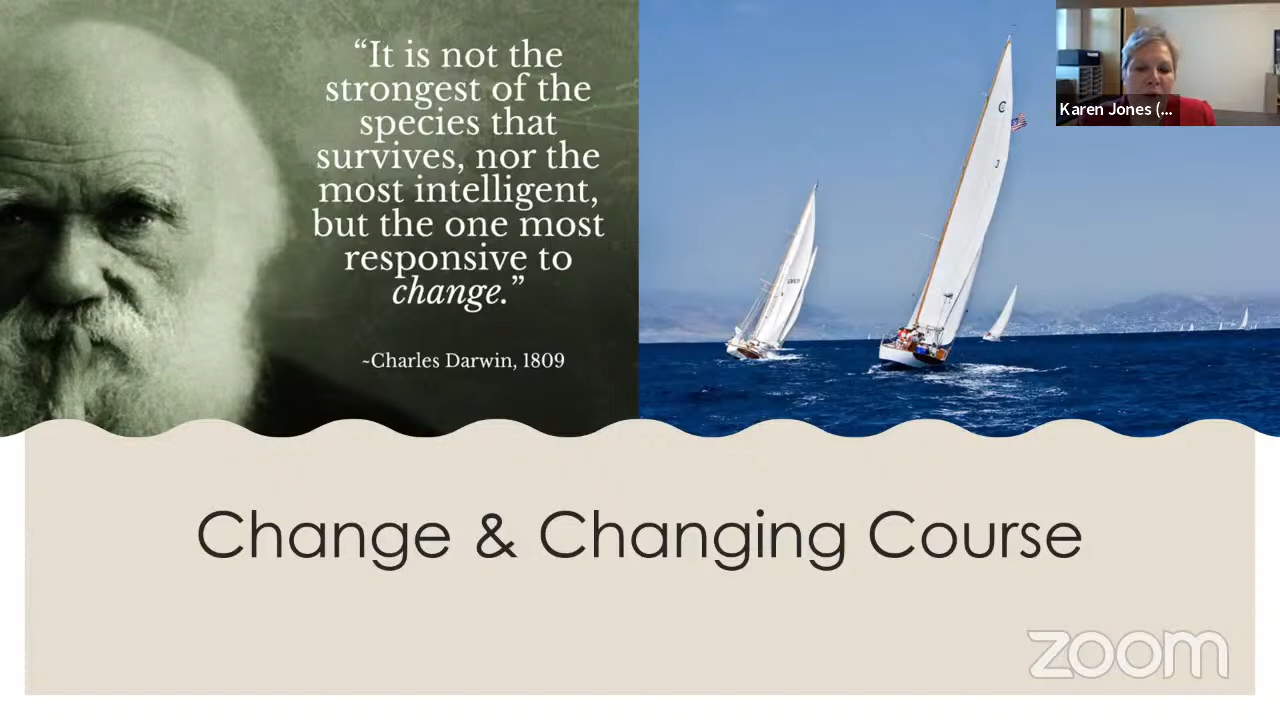 “It is not the
strongest of the
species that
survives, nor the
most intelligent,
but the one most
responsive to
change.”
~Charles Darwin, 1809
C
3
Karen Jones (...
Change & Changing Course
zoom